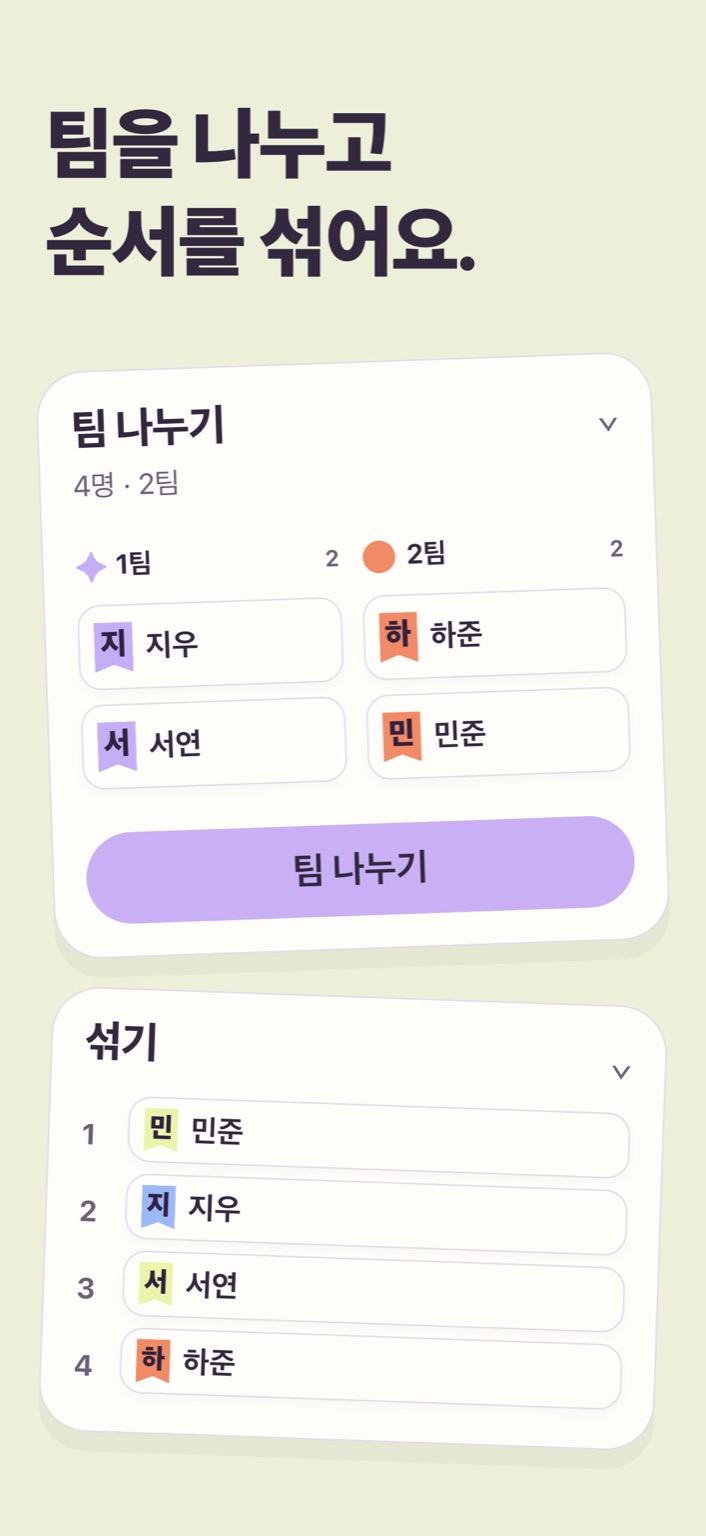 팀을 나누고
순서를 섞어요.
팀 나누기
4명 · 2팀
1팀 2
2팀 2
지 지우
하 하준
서 서연
민 민준
팀 나누기
섞기
1 민 민준
2 지 지우
3 서 서연
4 하 하준